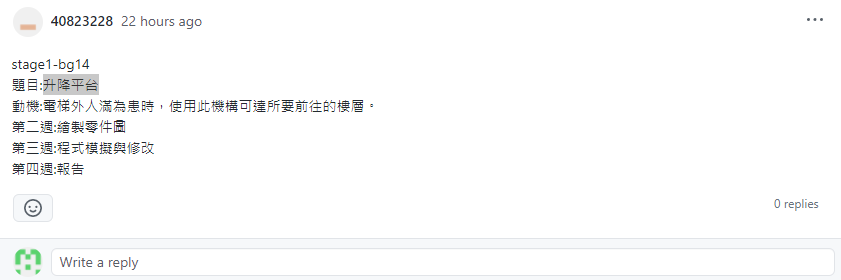 40823228 22 hours ago
stage1-bg14
題目:升降平台
動機:電梯外人滿為患時，使用此機構可達所要前往的樓層。
第二週:繪製零件圖
第三週:程式模擬與修改
第四週:報告
0 replies
Write a reply